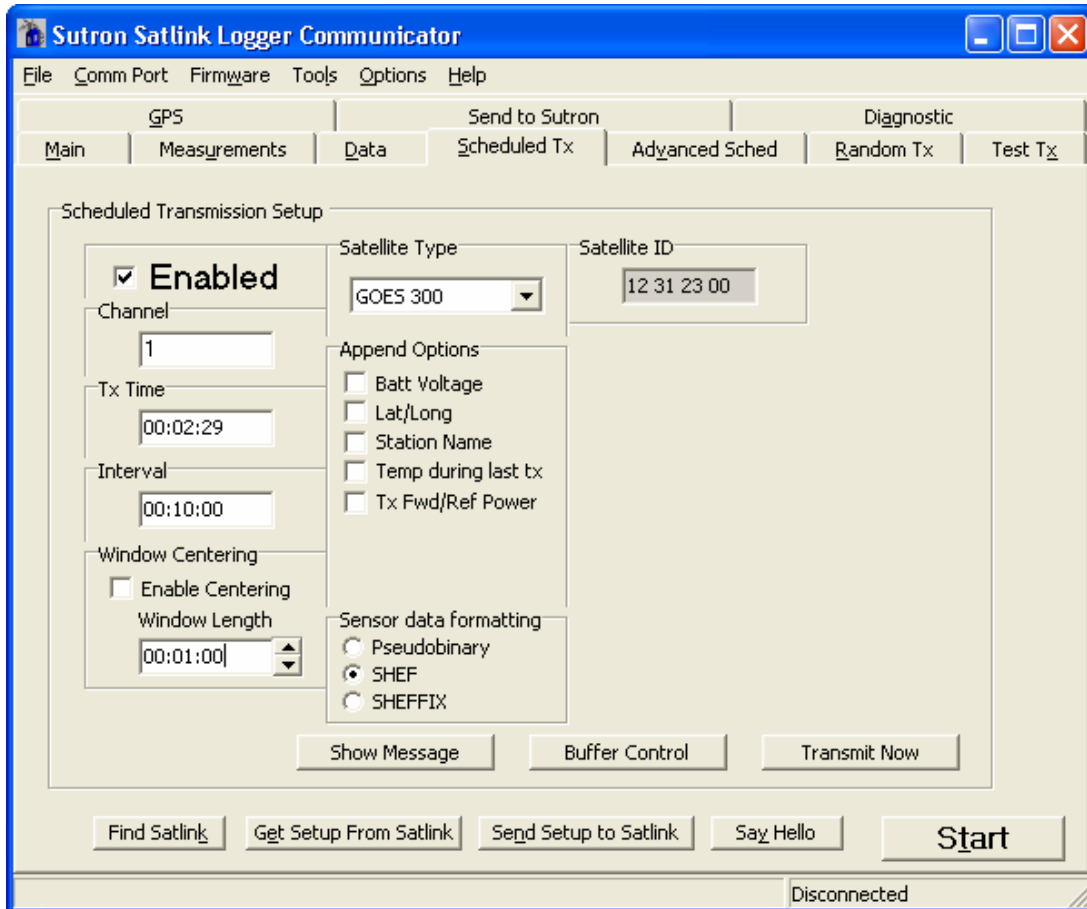 Sutron Satlink Logger Communicator
File Comm Port Firmware Tools Options Help
GPS Send to Sutron Diagnostic
Main Measurements Data Scheduled Tx Advanced Sched Random Tx Test Tx
Scheduled Transmission Setup
Enabled
Channel
1
Tx Time
00:02:29
Interval
00:10:00
Window Centering
Enable Centering
Window Length
00:01:00
Satellite Type
GOES 300
Append Options
Batt Voltage
Lat/Long
Station Name
Temp during last tx
Tx Fwd/Ref Power
Sensor data formatting
Pseudobinary
SHEF
SHEFFIX
Satellite ID
12 31 23 00
Show Message Buffer Control Transmit Now
Find Satlink Get Setup From Satlink Send Setup to Satlink Say Hello Start
Disconnected